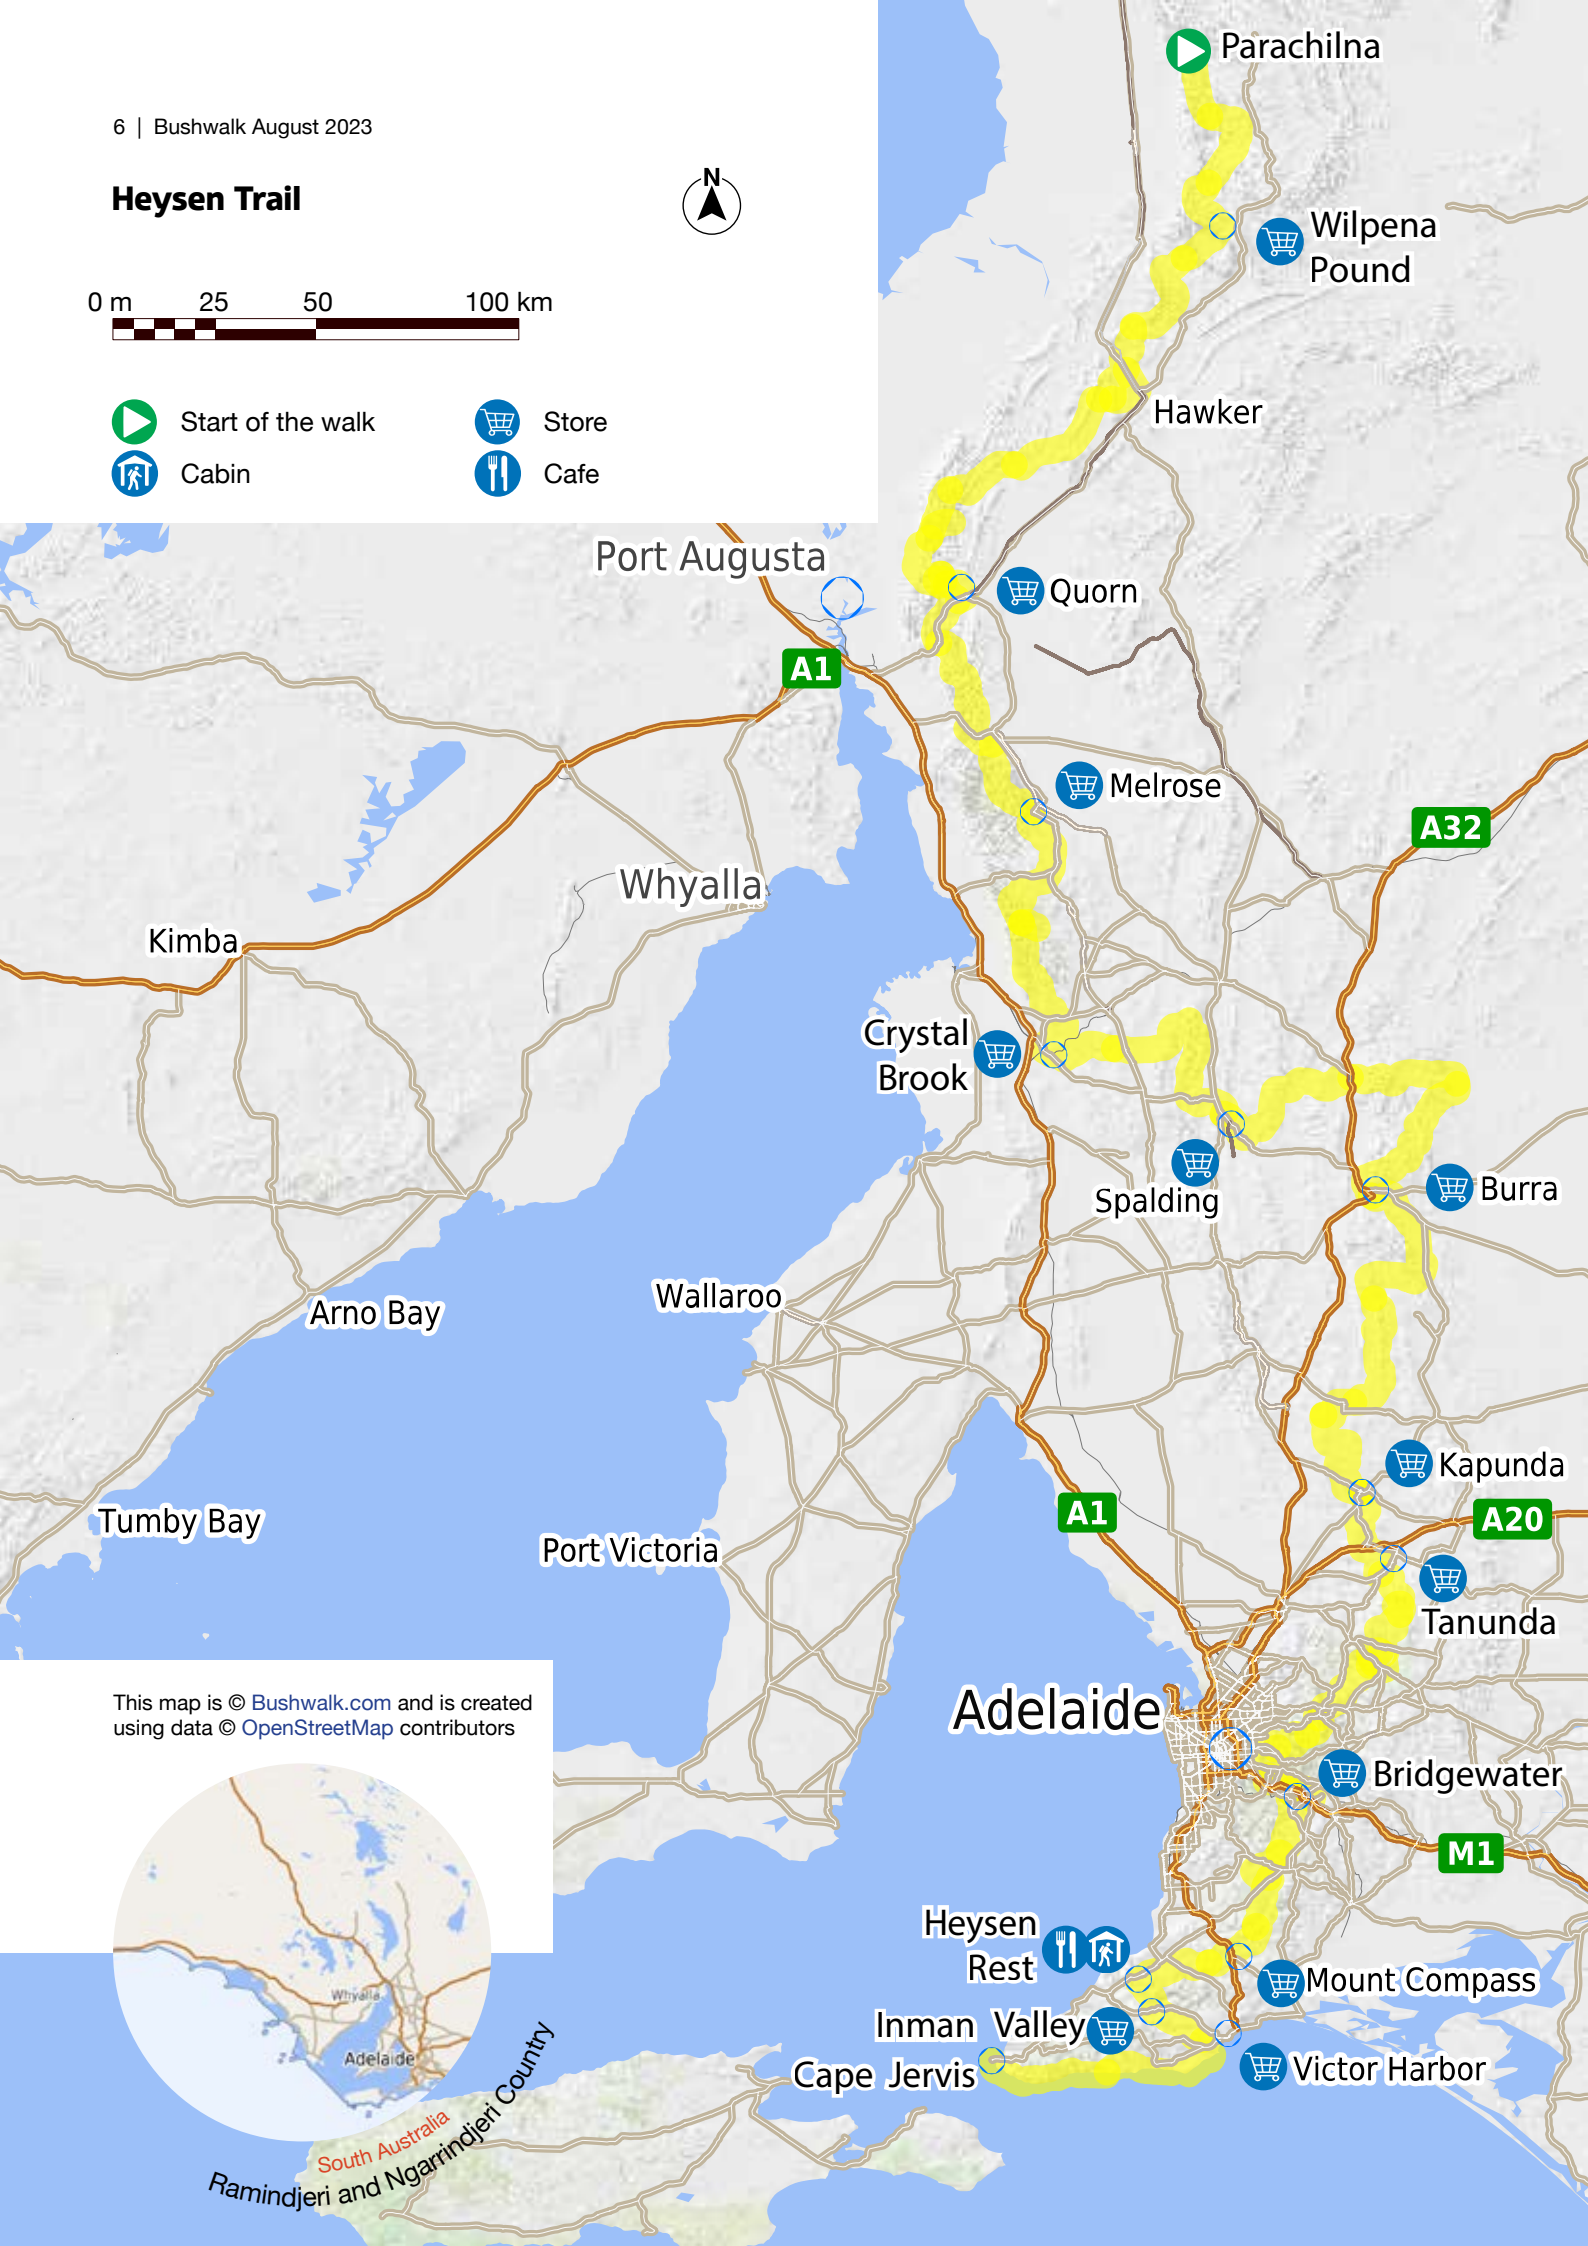 6 | Bushwalk August 2023
Heysen Trail
N
0 m 25 50 100 km
Start of the walk
Store
Cabin
Cafe
Parachilna
Wilpena
Pound
Hawker
Port Augusta
Quorn
A1
Melrose
A32
Whyalla
Kimba
Crystal
Brook
Spalding
Burra
Wallaroo
Arno Bay
Kapunda
A1
A20
Tumby Bay
Port Victoria
Tanunda
This map is © Bushwalk.com and is created
using data © OpenStreetMap contributors
Adelaide
Bridgewater
M1
Heysen
Rest
Mount Compass
Inman Valley
Cape Jervis
Victor Harbor
Whyalla
Adelaide
South Australia
Ramindjeri and Ngarrindjeri Country